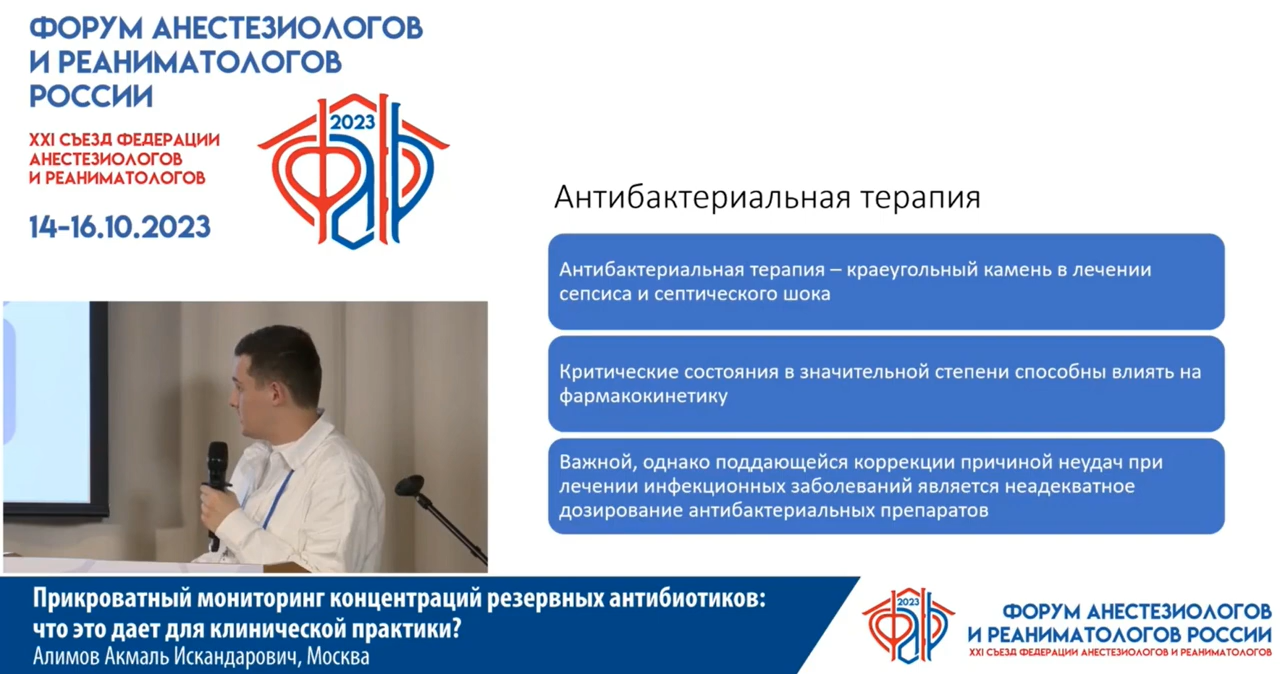 ФОРУМ АНЕСТЕЗИОЛОГОВ
И РЕАНИМАТОЛОГОВ
РОССИИ
XXI СЪЕЗД ФЕДЕРАЦИИ
АНЕСТЕЗИОЛОГОВ
И РЕАНИМАТОЛОГОВ
14-16.10.2023
2023
ФАР
Антибактериальная терапия
Антибактериальная терапия – краеугольный камень в лечении
сепсиса и септического шока
Критические состояния в значительной степени способны влиять на
фармакокинетику
Важной, однако поддающейся коррекции причиной неудач при
лечении инфекционных заболеваний является неадекватное
дозирование антибактериальных препаратов
Прикроватный мониторинг концентраций резервных антибиотиков:
что это дает для клинической практики?
Алимов Акмаль Искандарович, Москва
2023
ФАР
ФОРУМ АНЕСТЕЗИОЛОГОВ
И РЕАНИМАТОЛОГОВ РОССИИ
XXI СЪЕЗД ФЕДЕРАЦИИ АНЕСТЕЗИОЛОГОВ И РЕАНИМАТОЛОГОВ